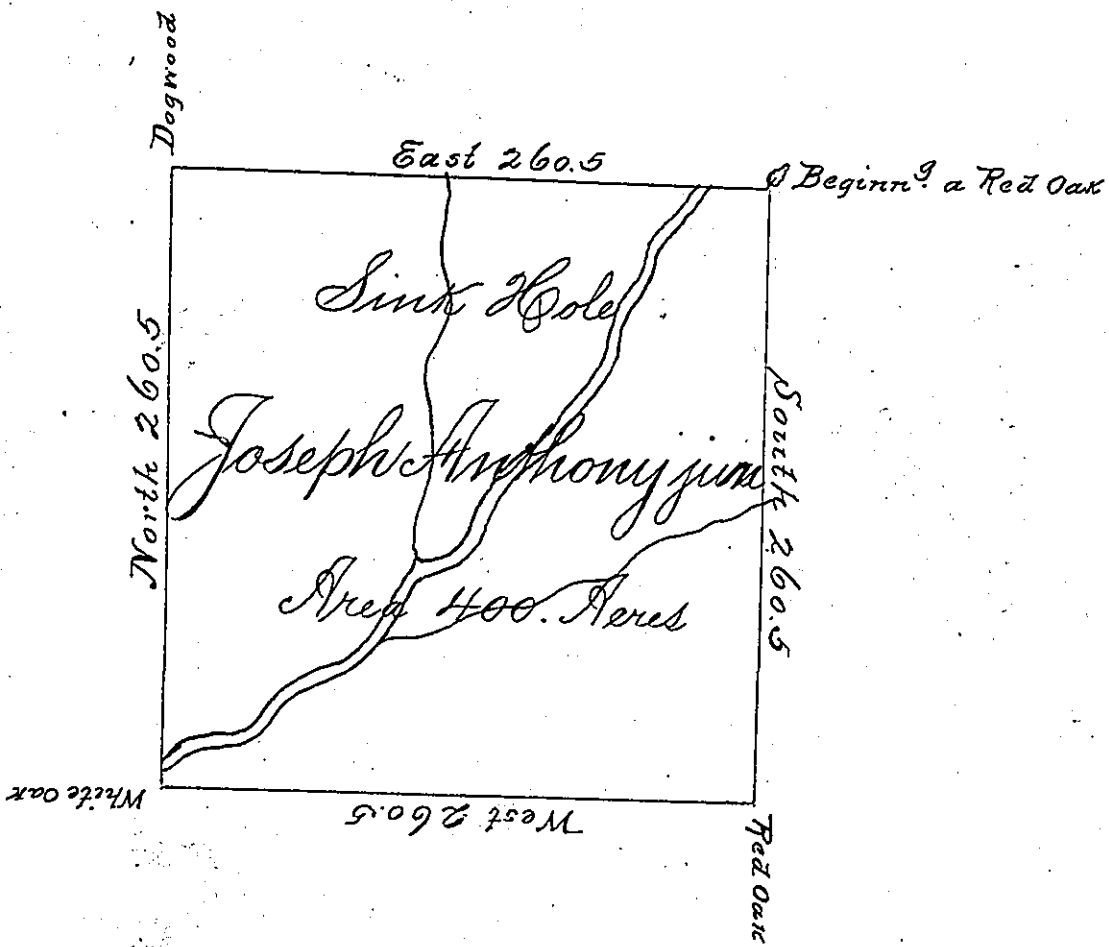 Dogwood
East 260.5
Beginn.g a Red Oak
Sink Hole
North 260.5
Joseph Anthony jun
South 260.5
Area 400. Acres
White Oak
West 260.5
Red Oak